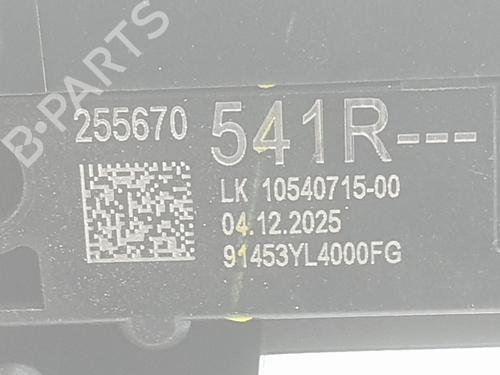 B-PARTS
255670 541R---
LK 10540715-00
04.12.2025
91453YL4000FG